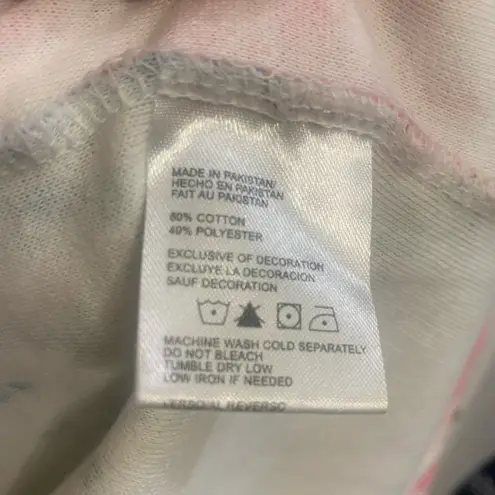 MADE IN PAKISTAN/
HECHO EN PAKISTAN/
FAIT AU PAKISTAN
60% COTTON
40% POLYESTER
EXCLUSIVE OF DECORATION
EXCLUYE LA DECORACION
SAUF DECORATION
MACHINE WASH COLD SEPARATELY
DO NOT BLEACH
TUMBLE DRY LOW
LOW IRON IF NEEDED
REVERSO